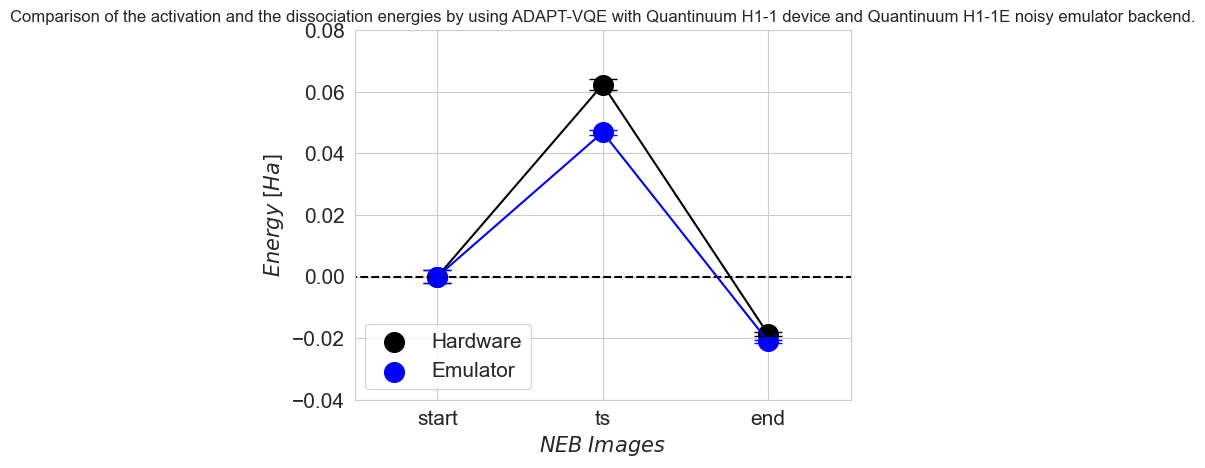 Comparison of the activation and the dissociation energies by using ADAPT-VQE with Quantinuum H1-1 device and Quantinuum H1-1E noisy emulator backend.
0.08
0.06
0.04
0.02
0.00
−0.02
−0.04
Energy [Ha]
Hardware
Emulator
start ts end
NEB Images